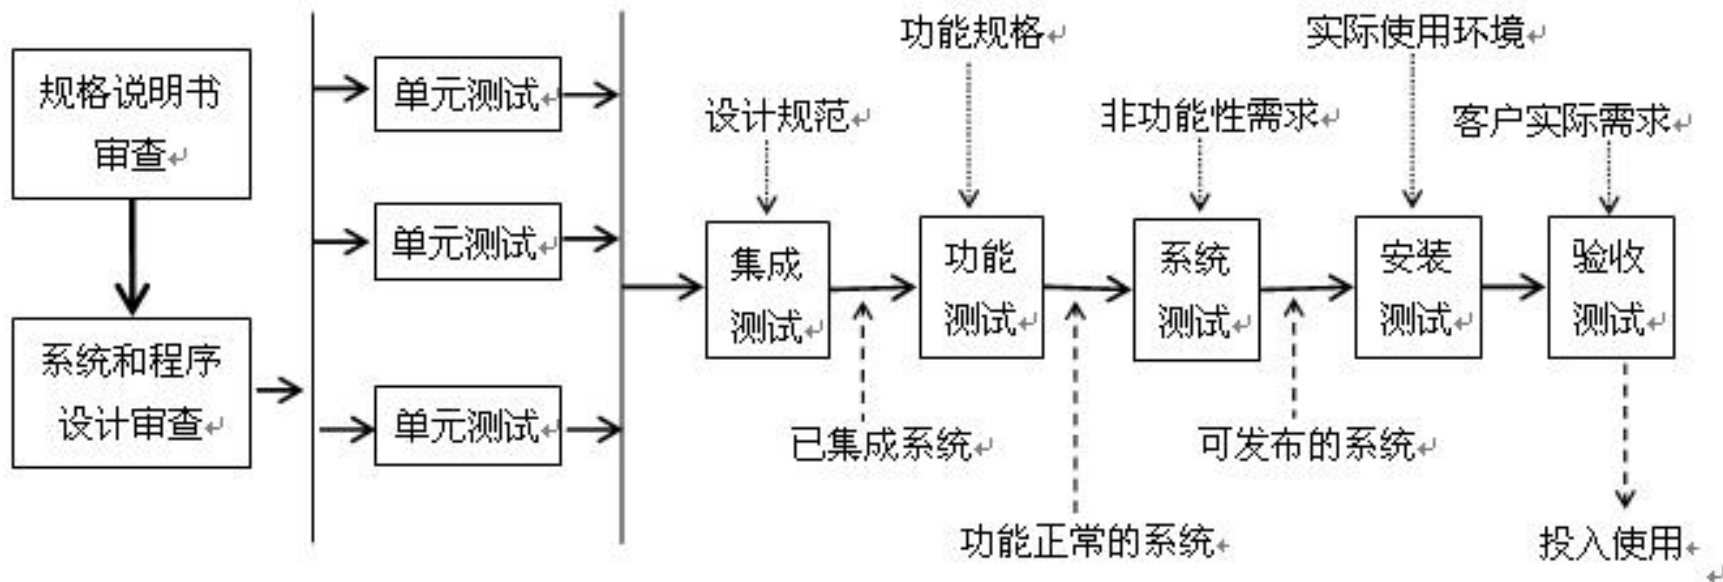 规格说明书
审查
系统和程序
设计审查
单元测试
单元测试
单元测试
设计规范
功能规格
非功能性需求
实际使用环境
客户实际需求
集成
测试
功能
测试
系统
测试
安装
测试
验收
测试
已集成系统
功能正常的系统
可发布的系统
投入使用